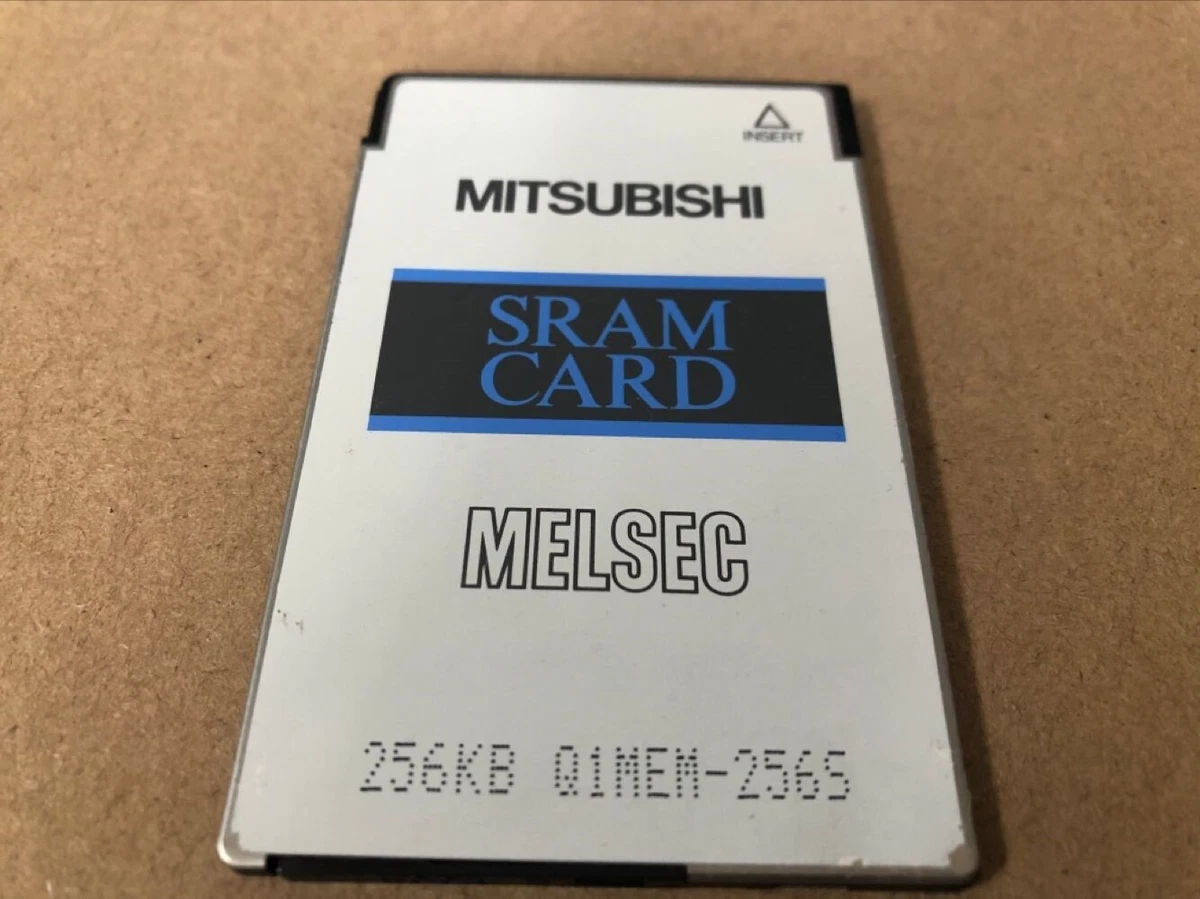 INSERT
MITSUBISHI
SRAM
CARD
MELSEC
256KB Q1MEM-256S